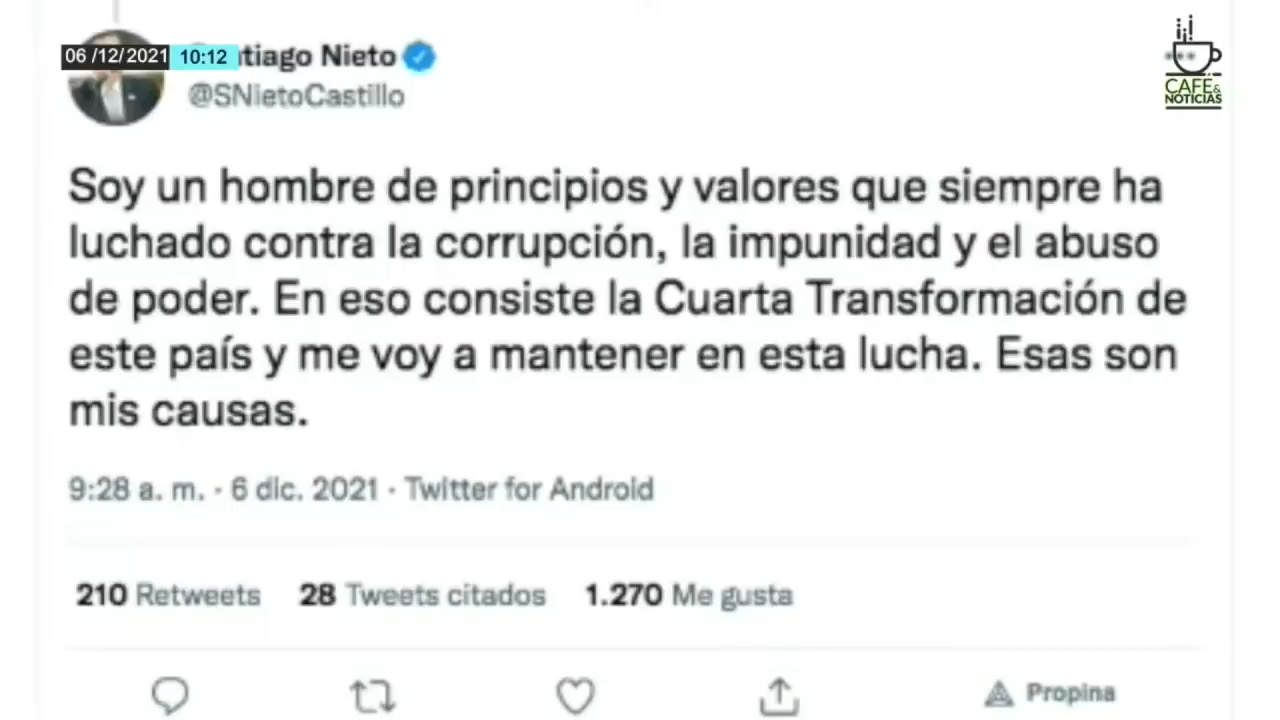 06/12/2021 10:12
tiago Nieto
@SNietoCastillo
CAFÉ&
NOTICIAS
Soy un hombre de principios y valores que siempre ha
luchado contra la corrupción, la impunidad y el abuso
de poder. En eso consiste la Cuarta Transformación de
este país y me voy a mantener en esta lucha. Esas son
mis causas.
9:28 a. m. · 6 dic. 2021 · Twitter for Android
210 Retweets 28 Tweets citados 1.270 Me gusta
Propina